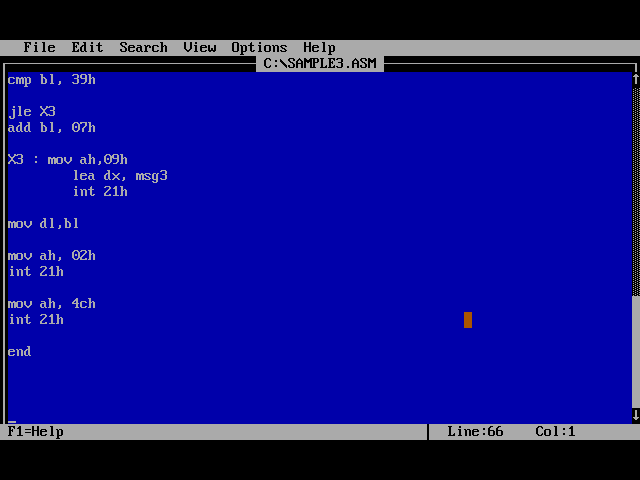 File Edit Search View Options Help
C:\SAMPLE3.ASM
cmp bl, 39h
jle X3
add bl, 07h
X3 : mov ah,09h
lea dx, msg3
int 21h
mov dl,bl
mov ah, 02h
int 21h
mov ah, 4ch
int 21h
end
F1=Help Line:66 Col:1